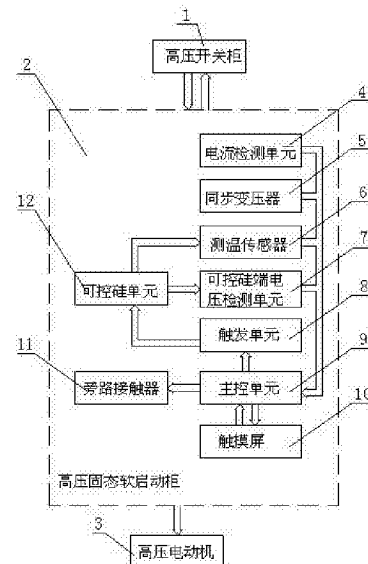 1
高压开关柜
2
4
电流检测单元
5
同步变压器
6
测温传感器
12
7
可控硅单元
可控硅端电
压检测单元
8
触发单元
11
9
旁路接触器
主控单元
10
触摸屏
高压固态软启动柜
3
高压电动机